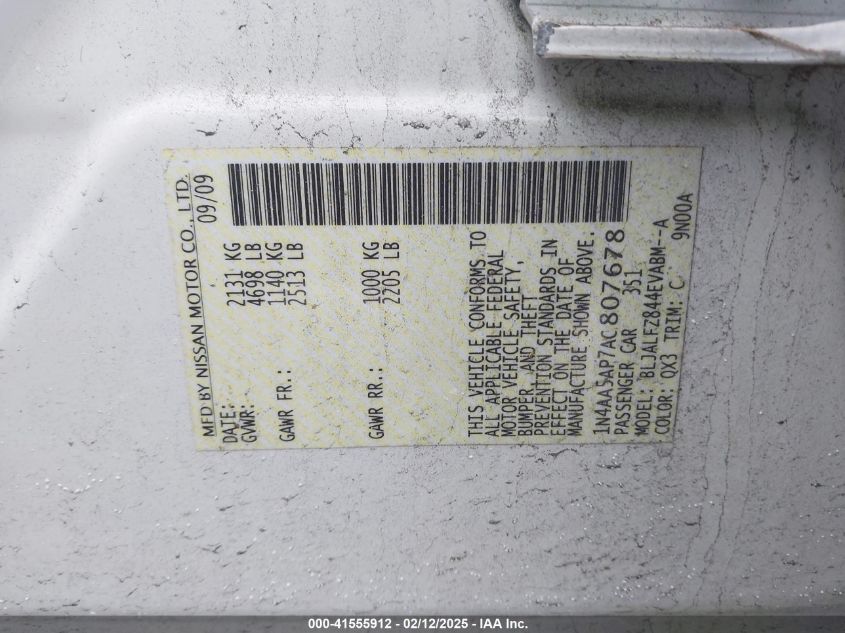 MFD BY NISSAN MOTOR CO., LTD.
DATE: 09/09
GVWR: 2131 KG
4698 LB
GAWR FR.: 1140 KG
2513 LB
GAWR RR.: 1000 KG
2205 LB
THIS VEHICLE CONFORMS TO
ALL APPLICABLE FEDERAL
MOTOR VEHICLE SAFETY,
BUMPER, AND THEFT
PREVENTION STANDARDS IN
EFFECT ON THE DATE OF
MANUFACTURE SHOWN ABOVE.
1N4AA5AP7AC807678
PASSENGER CAR 351
MODEL: BLJALFZ844EVABM--A
COLOR: QX3 TRIM: C 9N00A
000-41555912 - 02/12/2025 - IAA Inc.